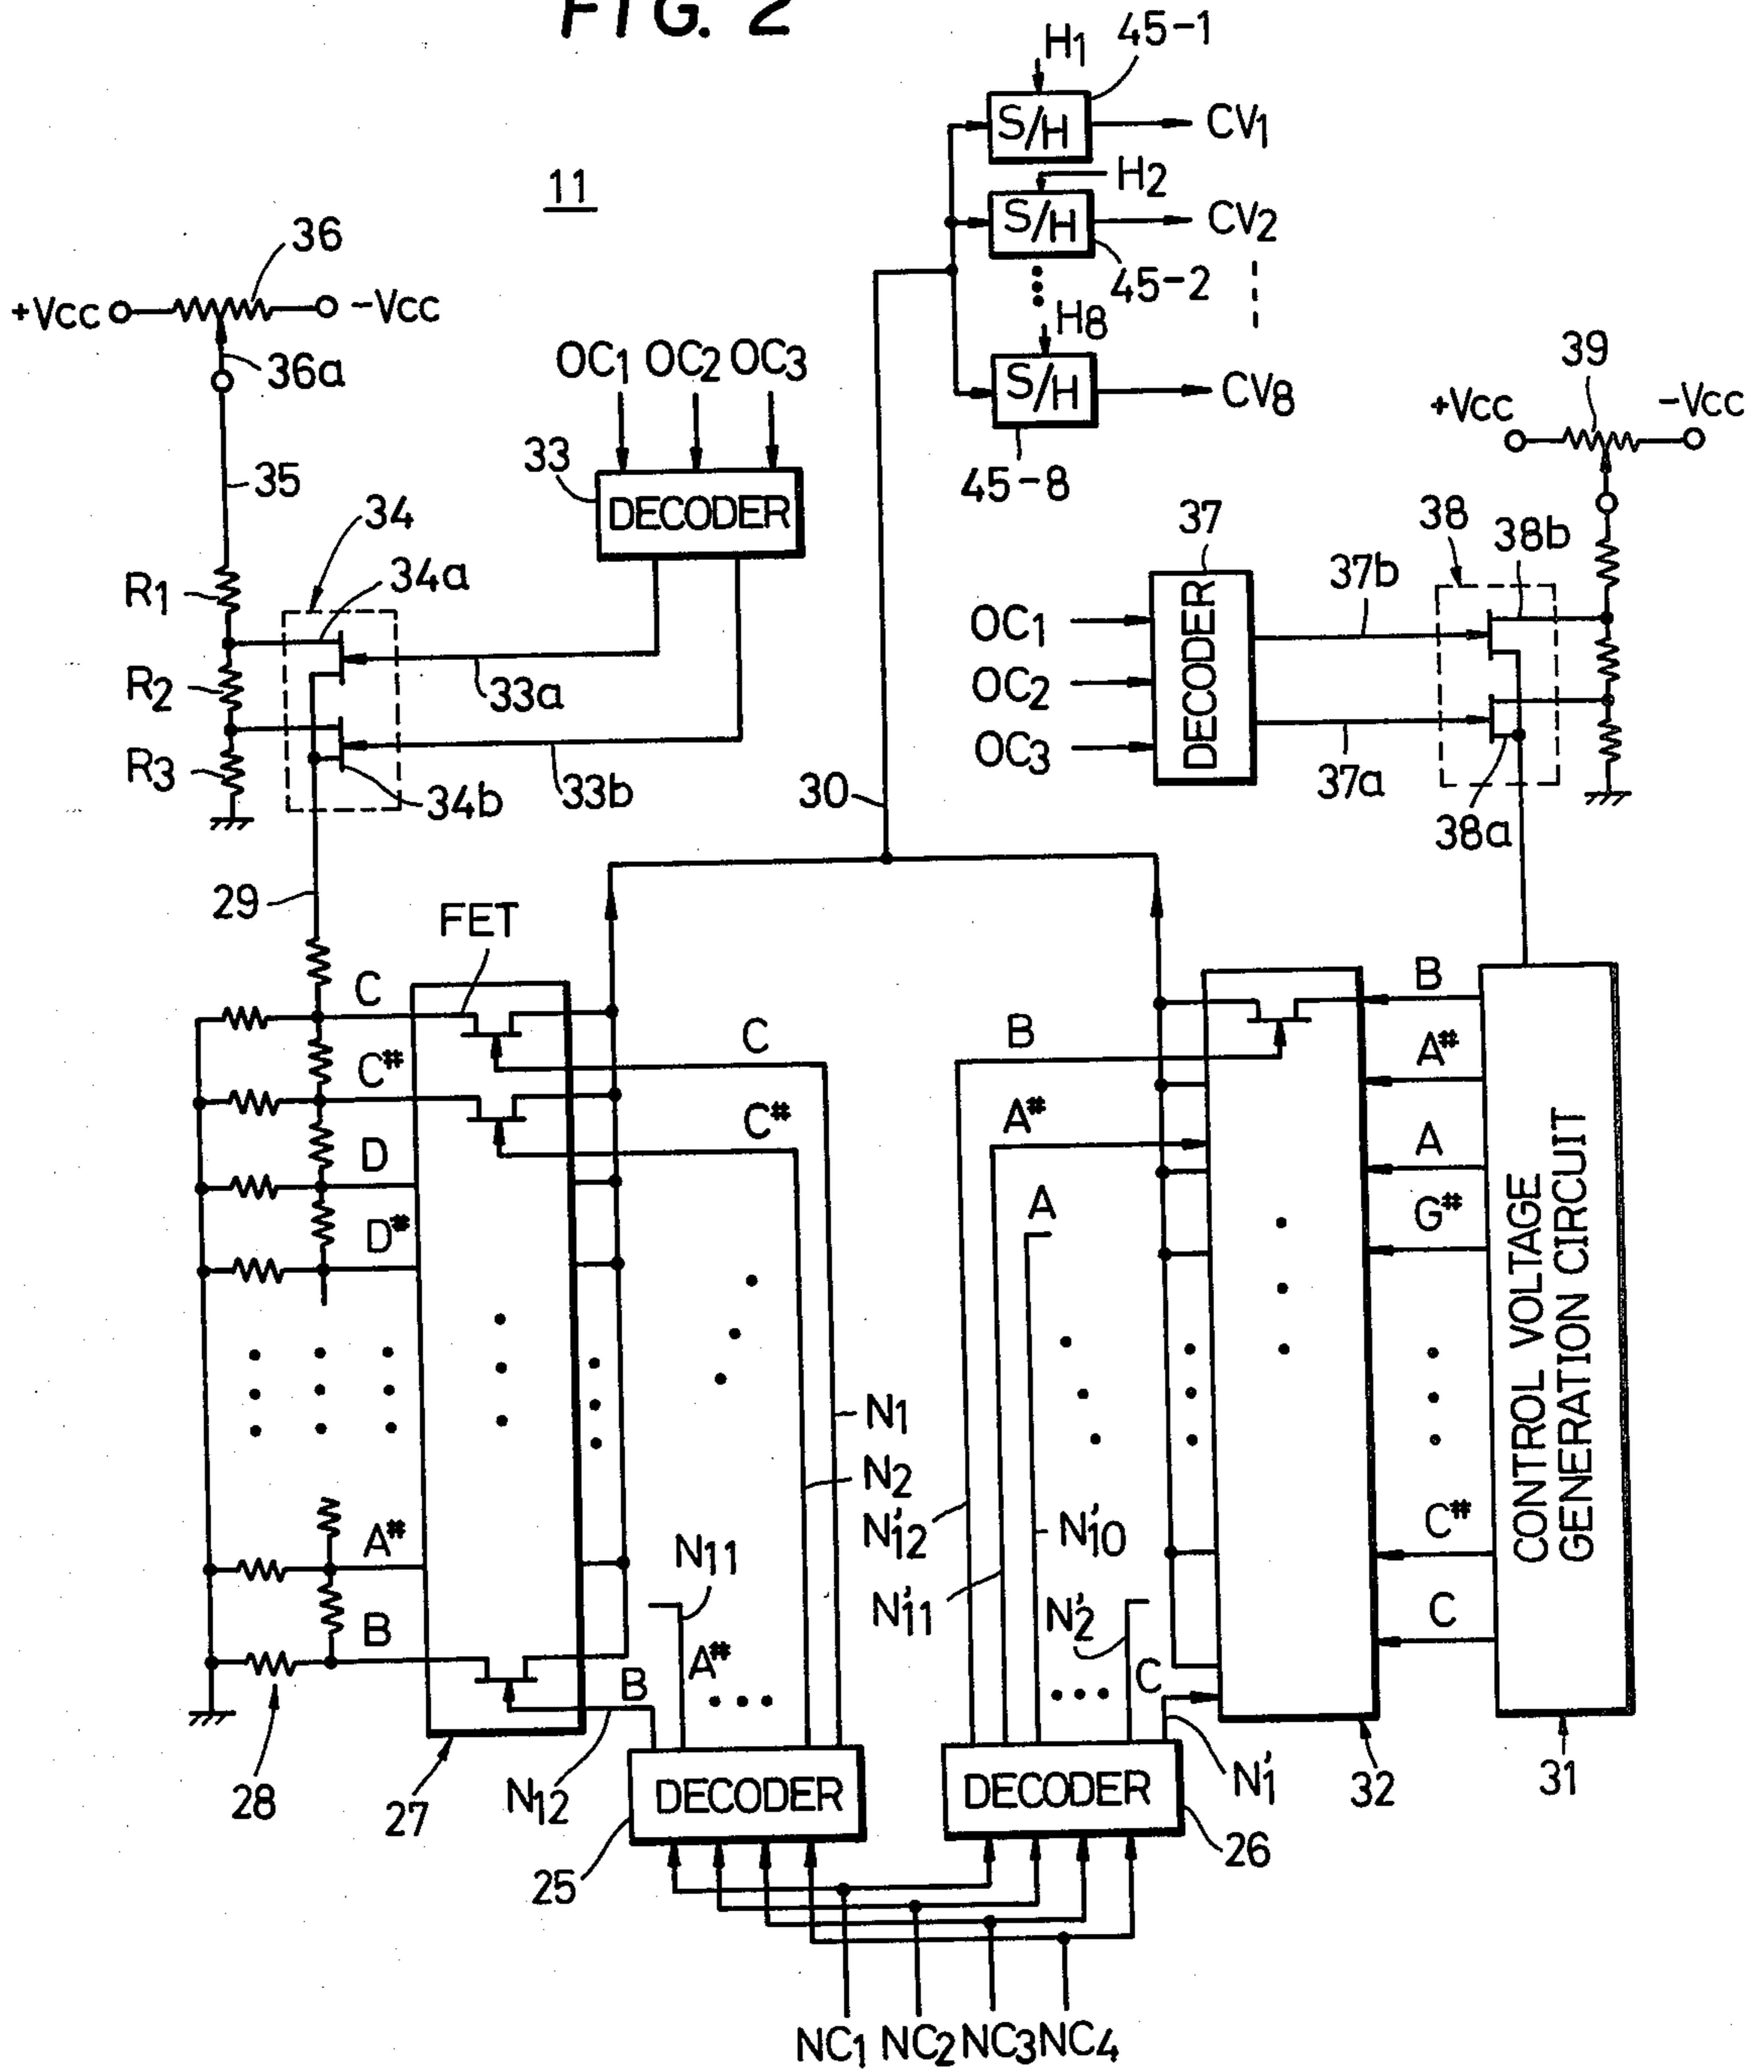 FIG. 2
11
H1
45-1
S/H
CV1
H2
S/H
CV2
45-2
H8
S/H
CV8
45-8
36
+VCC
-VCC
36a
35
OC1 OC2 OC3
33
DECODER
34
34a
R1
33a
R2
R3
34b
33b
30
39
+VCC
-VCC
37
38
38b
37b
OC1
OC2
OC3
DECODER
37a
38a
29
FET
C
C#
D
D#
A#
B
C
C#
N1
N2
N11
A#
B
N12
28
27
DECODER
25
B
A#
A
N'12
N'11
N'10
N'2
C
N'1
DECODER
26
B
A#
A
G#
C#
C
CONTROL VOLTAGE
GENERATION CIRCUIT
32
31
NC1 NC2 NC3 NC4